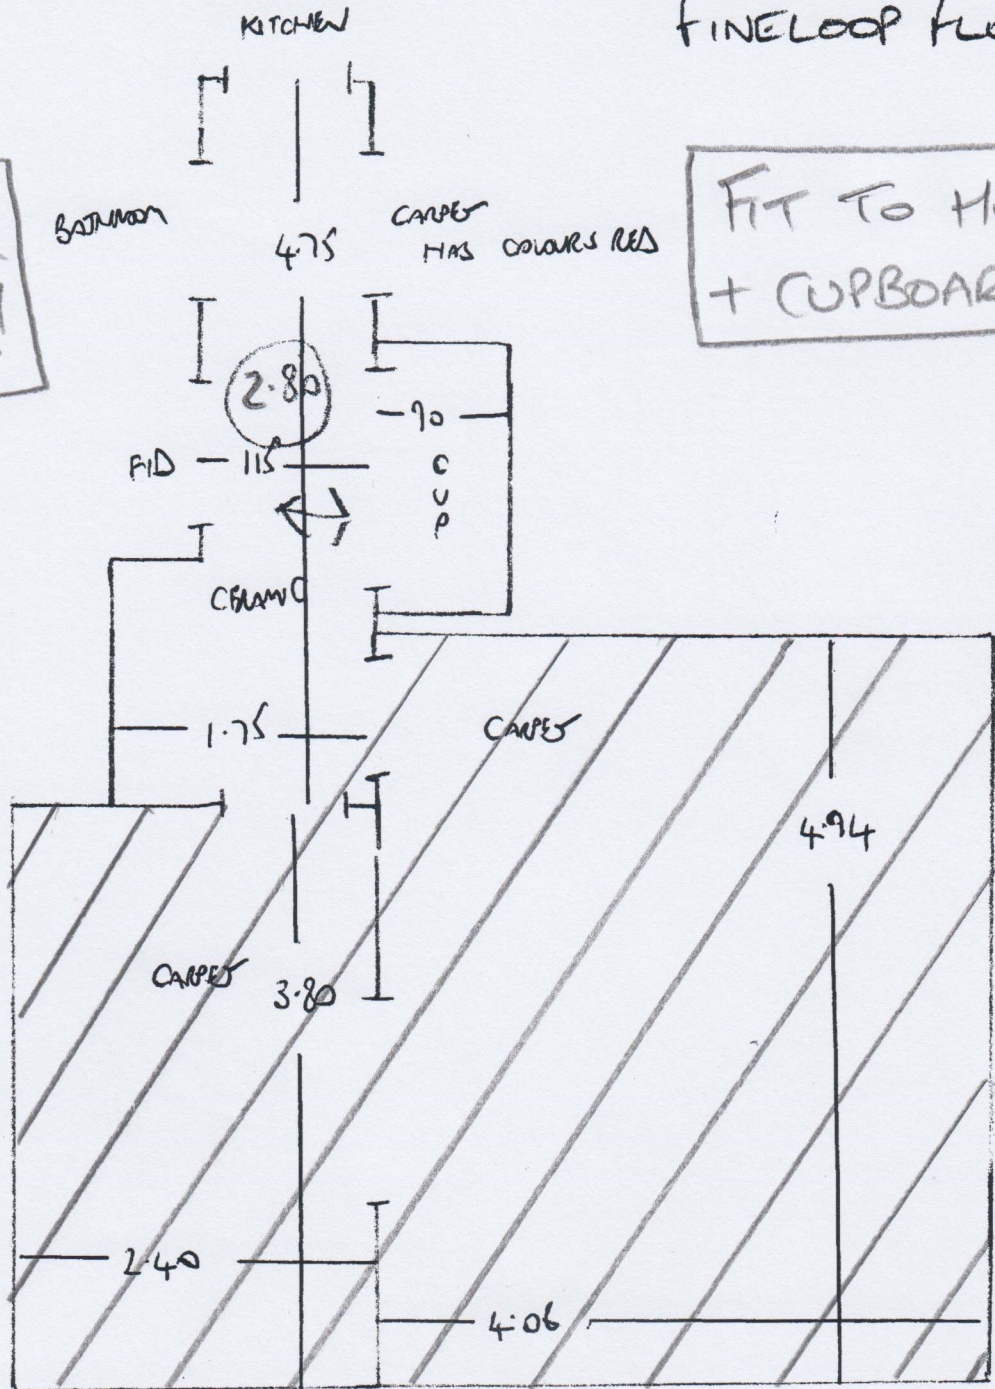 KITCHEN
FINELOOP FL
FIT TO H
+ CUPBOAR
BATHROOM
CARPET
HAS COLOURS RED
4.75
2.80
90
F/D
115
CUP
CERAMIC
1.75
CARPET
4.94
CARPET
3.80
2.40
4.06